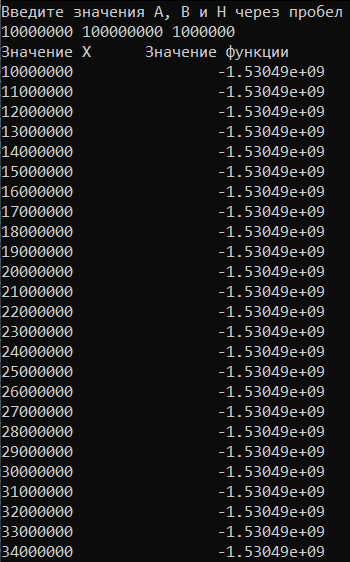 Введите значения А, В и Н через пробел
10000000 100000000 1000000
Значение Х Значение функции
10000000 -1.53049e+09
11000000 -1.53049e+09
12000000 -1.53049e+09
13000000 -1.53049e+09
14000000 -1.53049e+09
15000000 -1.53049e+09
16000000 -1.53049e+09
17000000 -1.53049e+09
18000000 -1.53049e+09
19000000 -1.53049e+09
20000000 -1.53049e+09
21000000 -1.53049e+09
22000000 -1.53049e+09
23000000 -1.53049e+09
24000000 -1.53049e+09
25000000 -1.53049e+09
26000000 -1.53049e+09
27000000 -1.53049e+09
28000000 -1.53049e+09
29000000 -1.53049e+09
30000000 -1.53049e+09
31000000 -1.53049e+09
32000000 -1.53049e+09
33000000 -1.53049e+09
34000000 -1.53049e+09